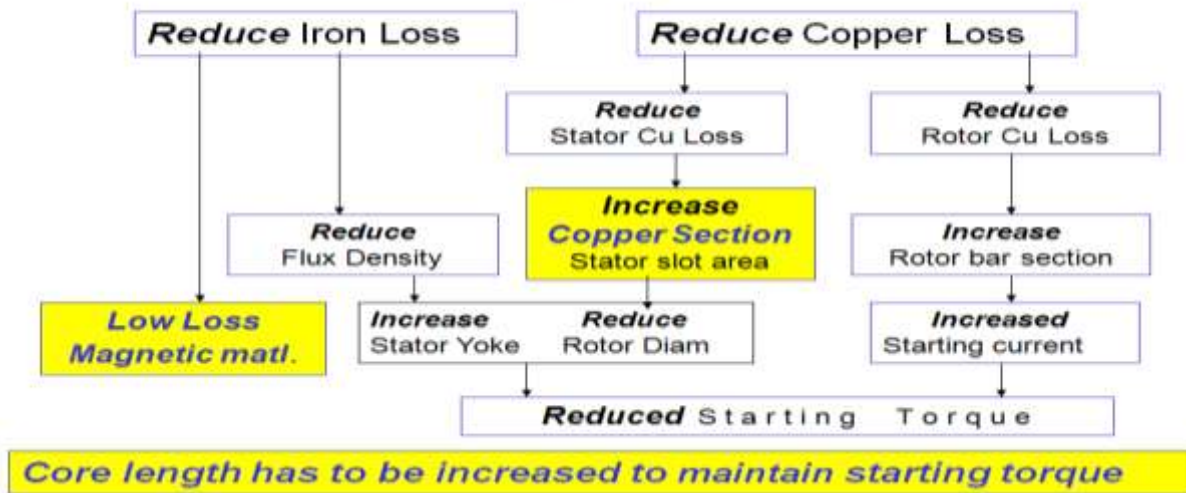 Reduce Iron Loss
Reduce Copper Loss
Reduce
Stator Cu Loss
Reduce
Rotor Cu Loss
Increase
Copper Section
Stator slot area
Reduce
Flux Density
Increase
Rotor bar section
Low Loss
Magnetic matl.
Increase
Stator Yoke
Reduce
Rotor Diam
Increased
Starting current
Reduced Starting Torque
Core length has to be increased to maintain starting torque